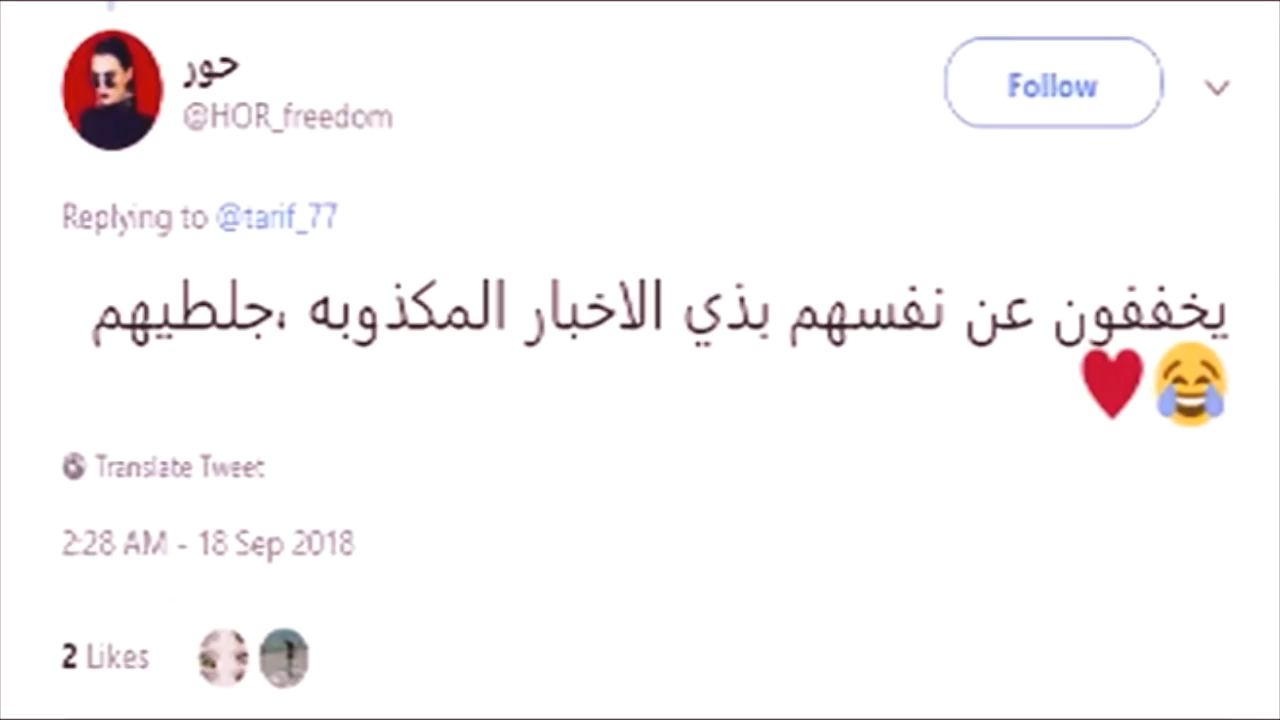 حور
@HOR_freedom
Follow
Replying to @tarif_77
يخففون عن نفسهم بذي الاخبار المكذوبه ،جلطيهم
😂♥
Translate Tweet
2:28 AM - 18 Sep 2018
2 Likes